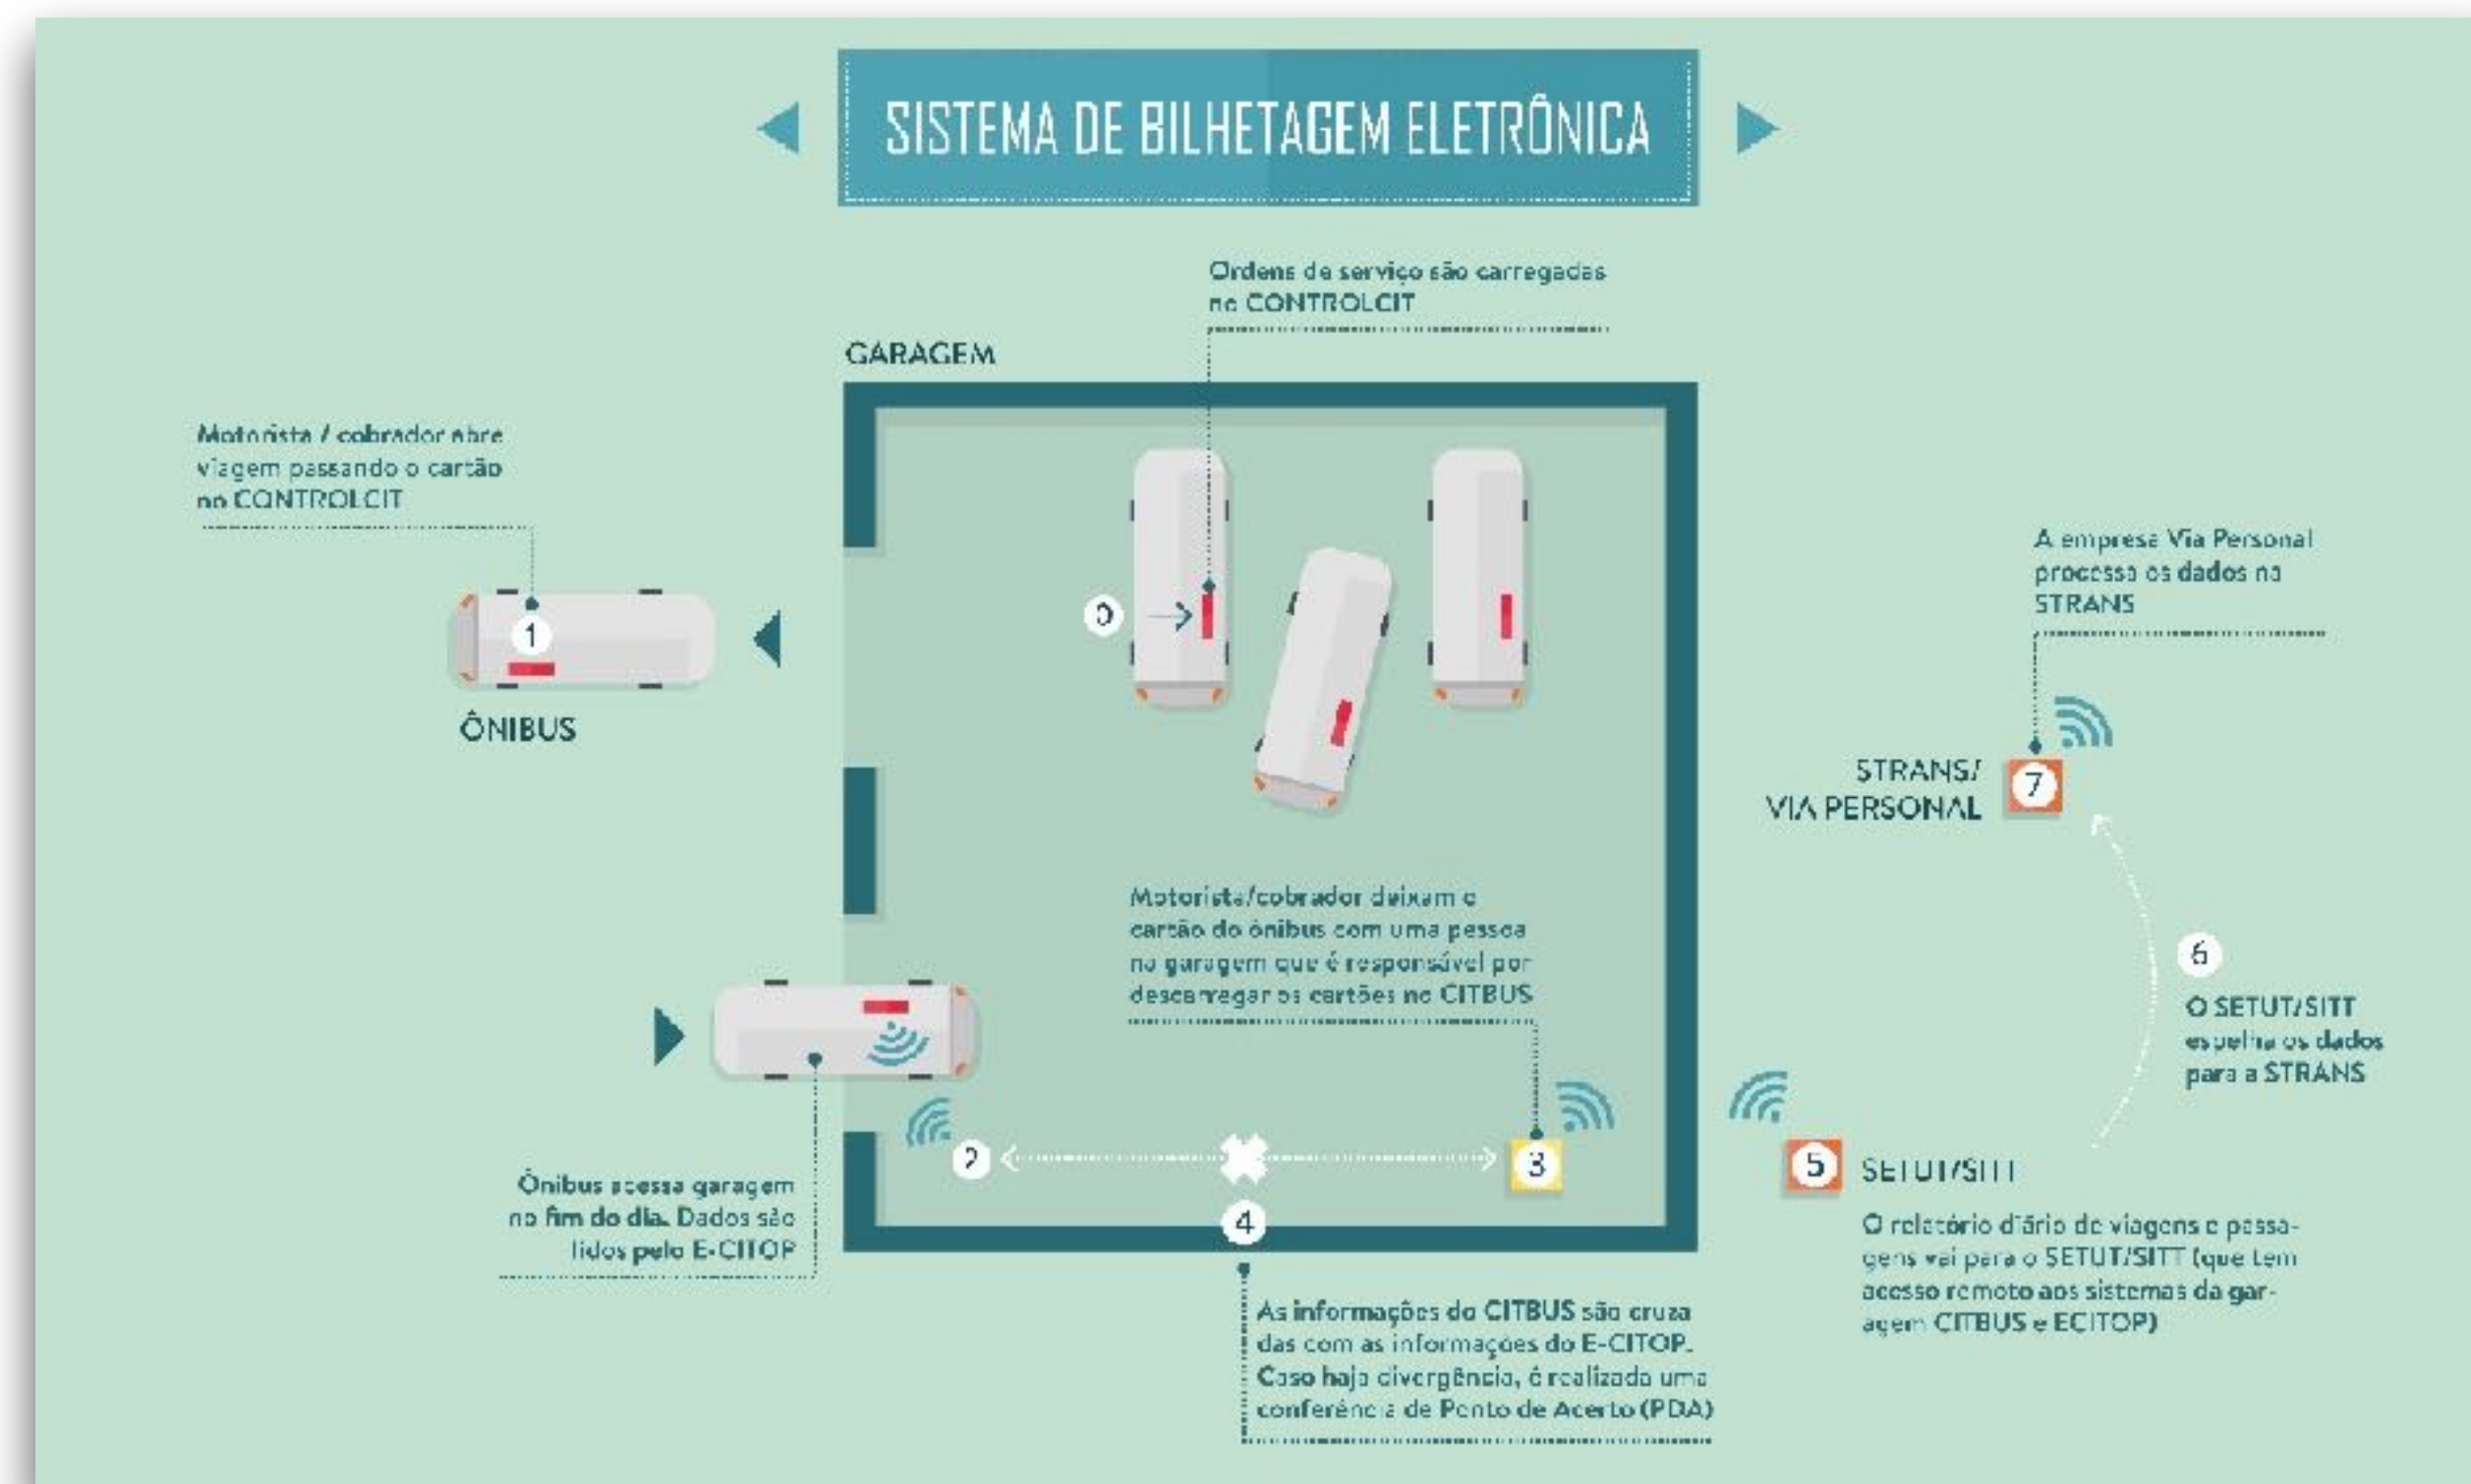 SISTEMA DE BILHETAGEM ELETRÔNICA
Ordens de serviço são carregadas
no CONTROLCIT
GARAGEM
Motorista / cobrador abre
viagem passando o cartão
no CONTROLCIT
1
ÔNIBUS
0
A empresa Via Personal
processa os dados na
STRANS
STRANS/
VIA PERSONAL
7
Motorista/cobrador deixam o
cartão do ônibus com uma pessoa
na garagem que é responsável por
descarregar os cartões no CITBUS
6
O SETUT/SITT
espelha os dados
para a STRANS
2
3
4
Ônibus acessa garagem
no fim do dia. Dados são
lidos pelo E-CITOP
5
SETUT/SITT
O relatório diário de viagens e passa-
gens vai para o SETUT/SITT (que tem
acesso remoto aos sistemas da gar-
agem CITBUS e ECITOP)
As informações do CITBUS são cruza
das com as informações do E-CITOP.
Caso haja divergência, é realizada uma
conferência de Ponto de Acerto (PDA)